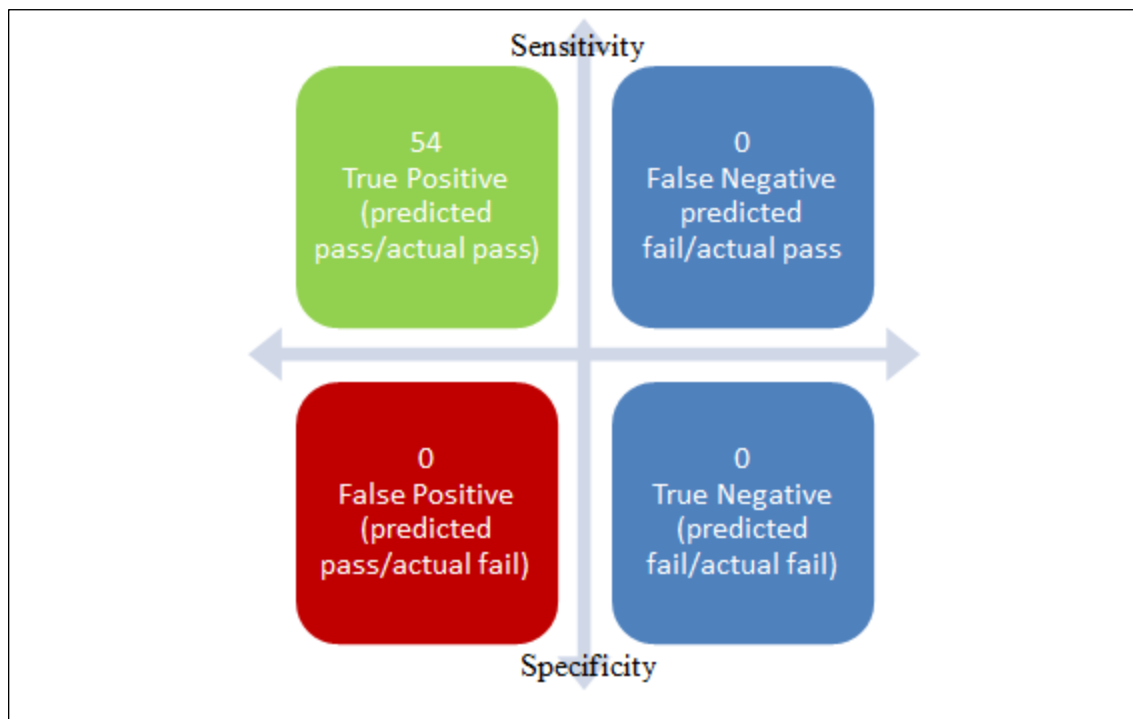 Sensitivity
54
True Positive
(predicted
pass/actual pass)
0
False Negative
predicted
fail/actual pass
0
False Positive
(predicted
pass/actual fail)
0
True Negative
(predicted
fail/actual fail)
Specificity